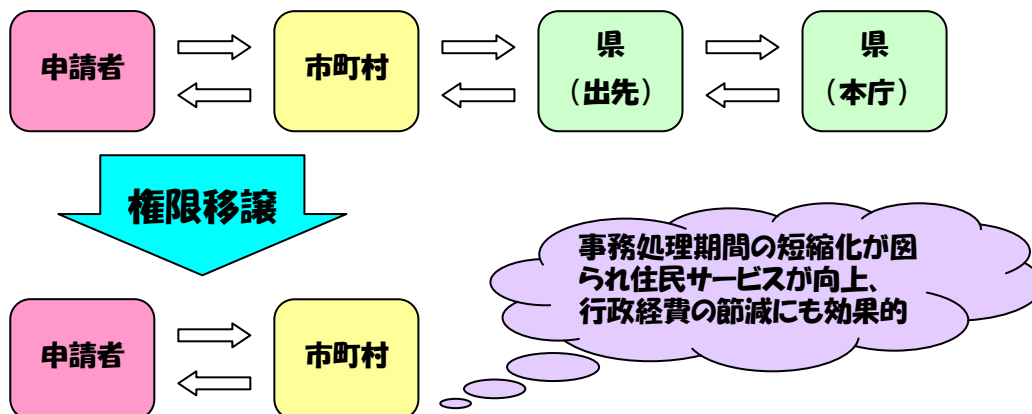 申請者
市町村
県
（出先）
県
（本庁）
権限移譲
事務処理期間の短縮化が図
られ住民サービスが向上、
行政経費の節減にも効果的
申請者
市町村